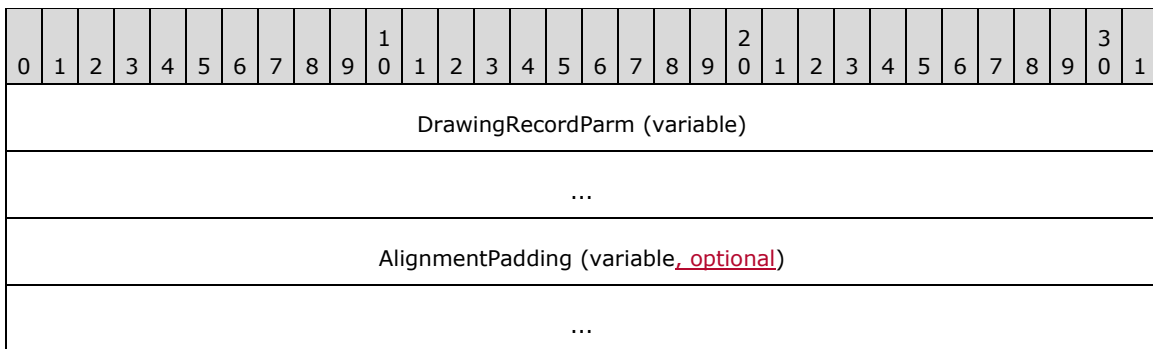 1 2 3
0 1 2 3 4 5 6 7 8 9 0 1 2 3 4 5 6 7 8 9 0 1 2 3 4 5 6 7 8 9 0 1
DrawingRecordParm (variable)
...
AlignmentPadding (variable, optional)
...